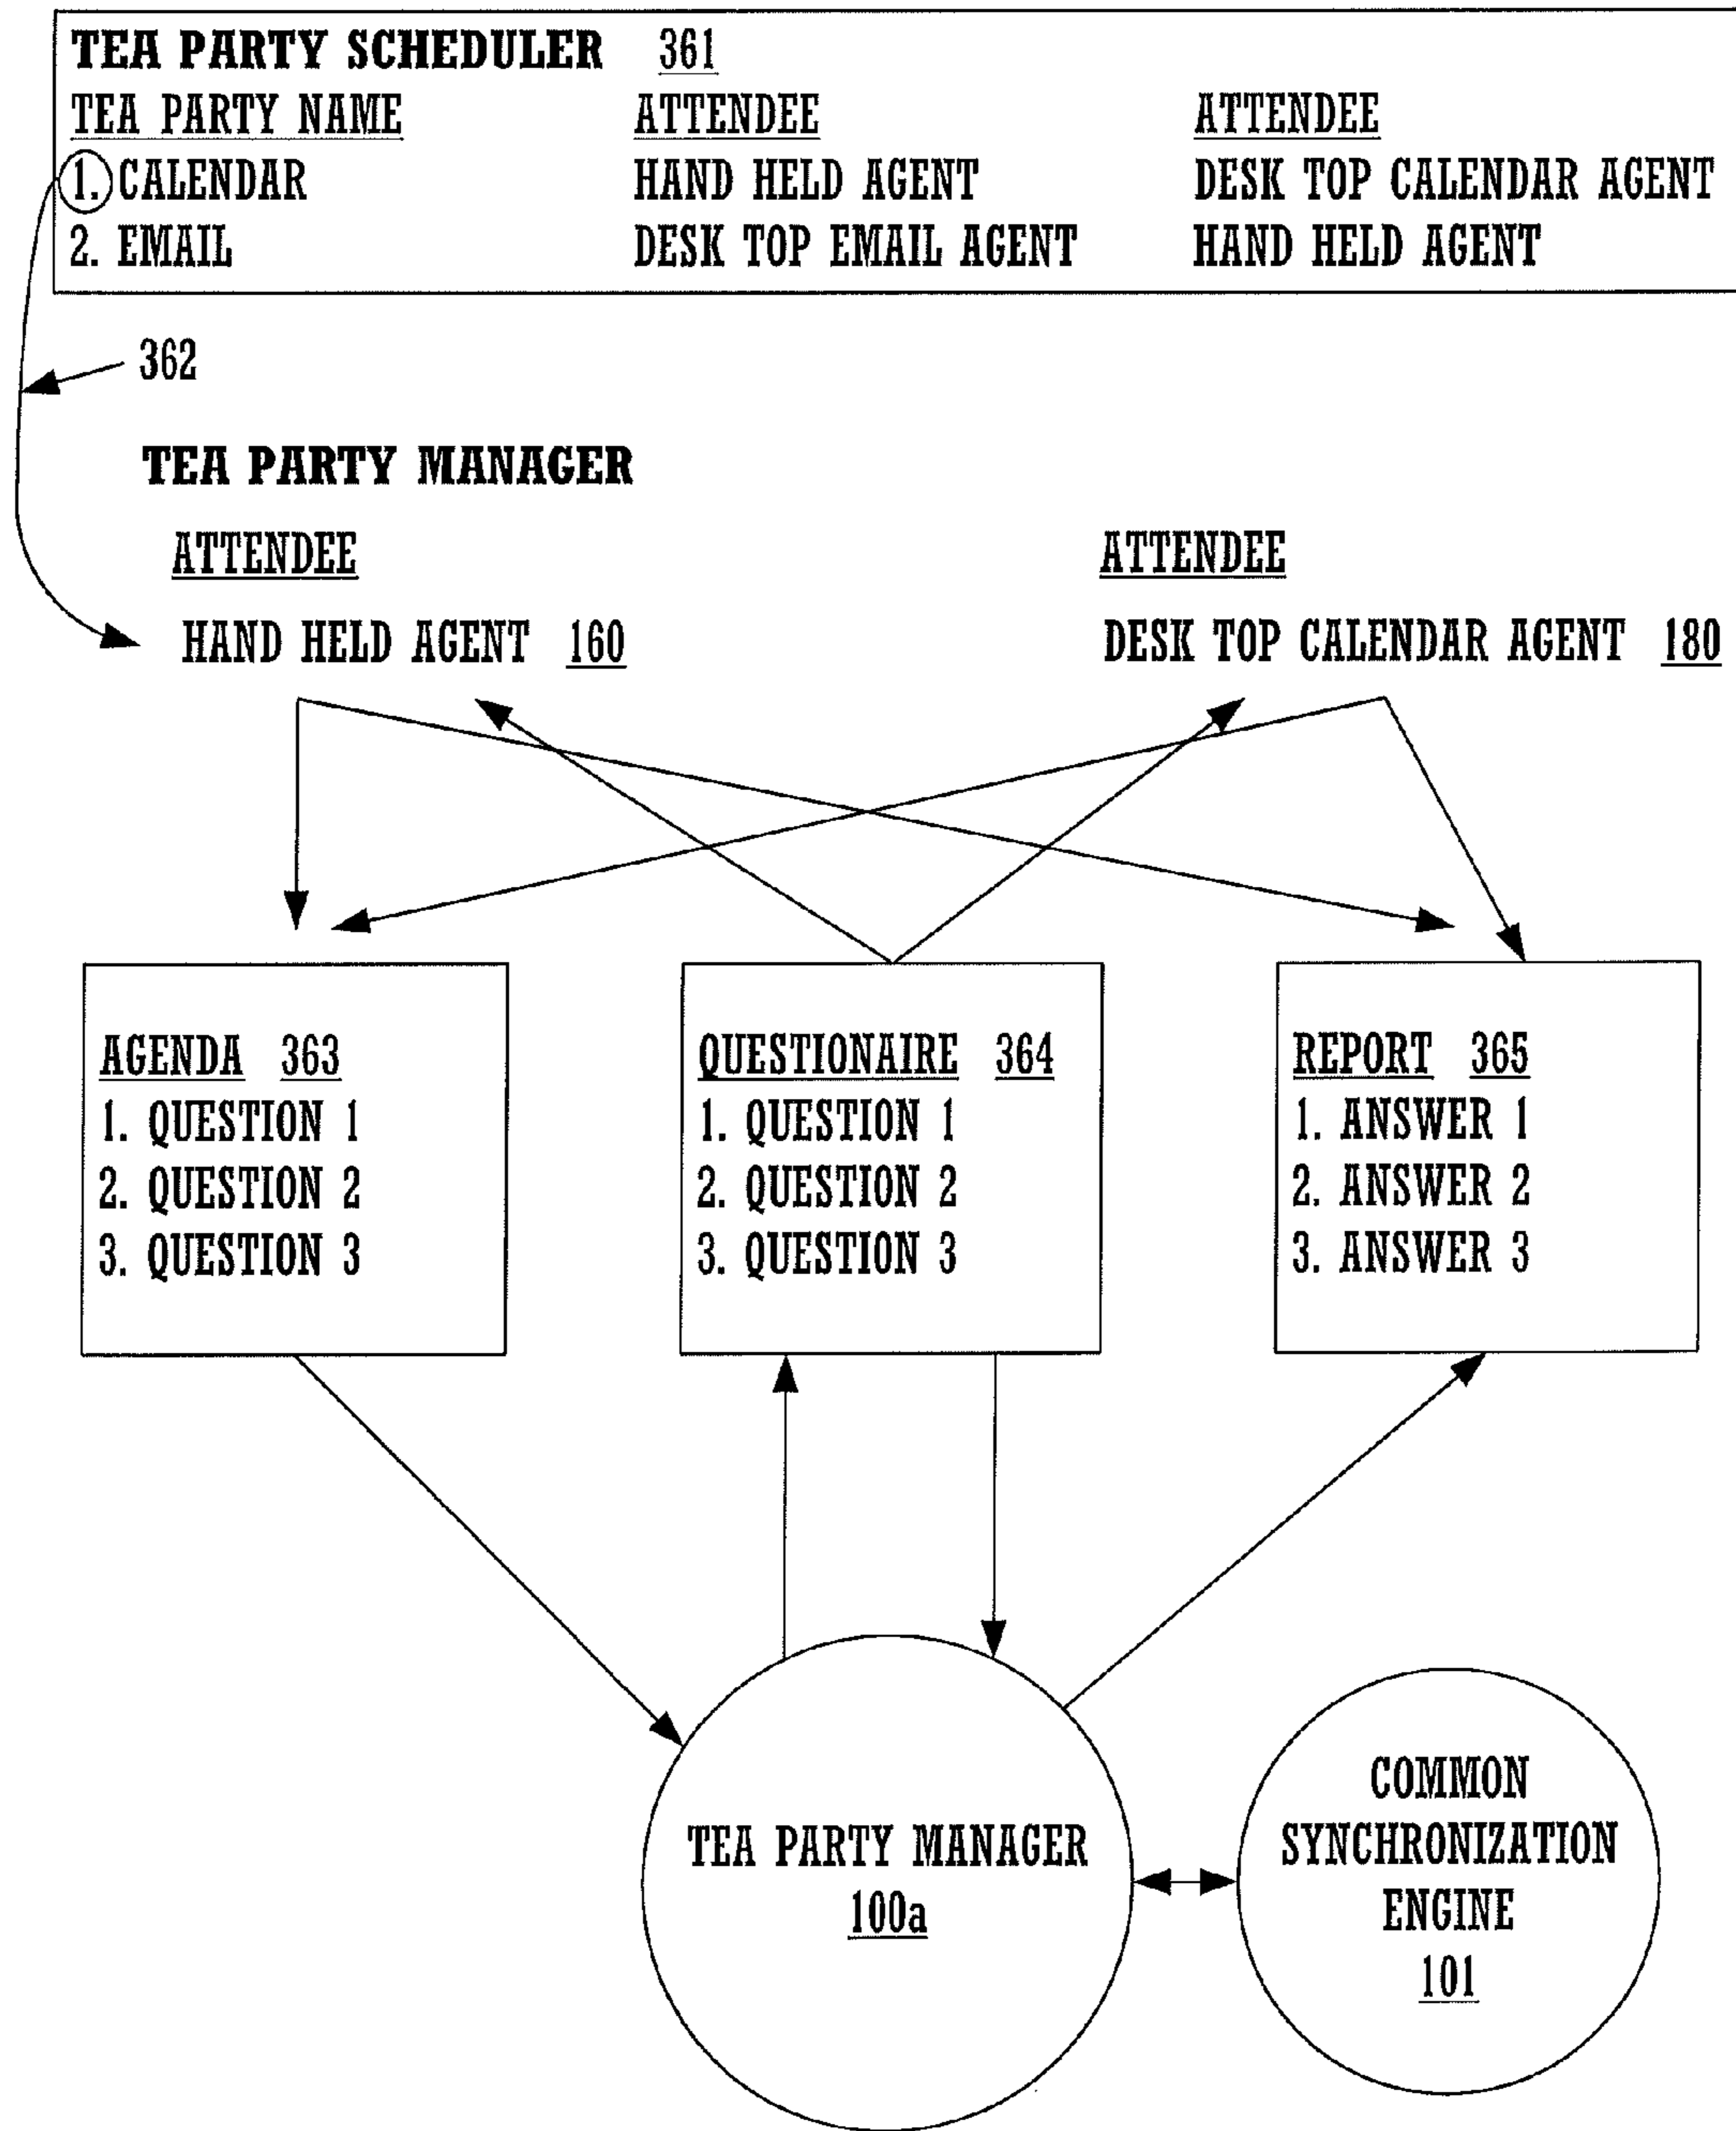 TEA PARTY SCHEDULER 361
TEA PARTY NAME ATTENDEE ATTENDEE
1. CALENDAR HAND HELD AGENT DESK TOP CALENDAR AGENT
2. EMAIL DESK TOP EMAIL AGENT HAND HELD AGENT
362
TEA PARTY MANAGER
ATTENDEE ATTENDEE
HAND HELD AGENT 160 DESK TOP CALENDAR AGENT 180
AGENDA 363
1. QUESTION 1
2. QUESTION 2
3. QUESTION 3
QUESTIONAIRE 364
1. QUESTION 1
2. QUESTION 2
3. QUESTION 3
REPORT 365
1. ANSWER 1
2. ANSWER 2
3. ANSWER 3
TEA PARTY MANAGER
100a
COMMON
SYNCHRONIZATION
ENGINE
101